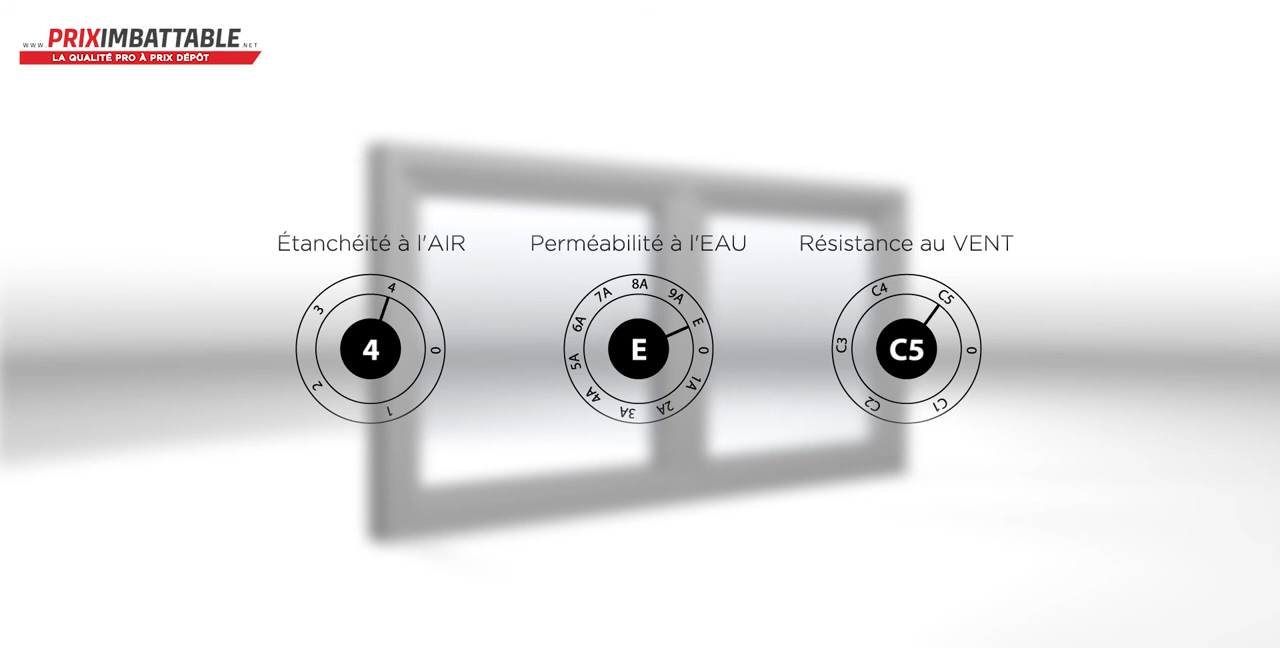 WWW.PRIXIMBATTABLE.NET
LA QUALITÉ PRO À PRIX DÉPÔT
Étanchéité à l'AIR
Perméabilité à l'EAU
Résistance au VENT
4
0
1
2
3
4
E
0
1A
2A
3A
4A
5A
6A
7A
8A
9A
E
C5
0
C1
C2
C3
C4
C5